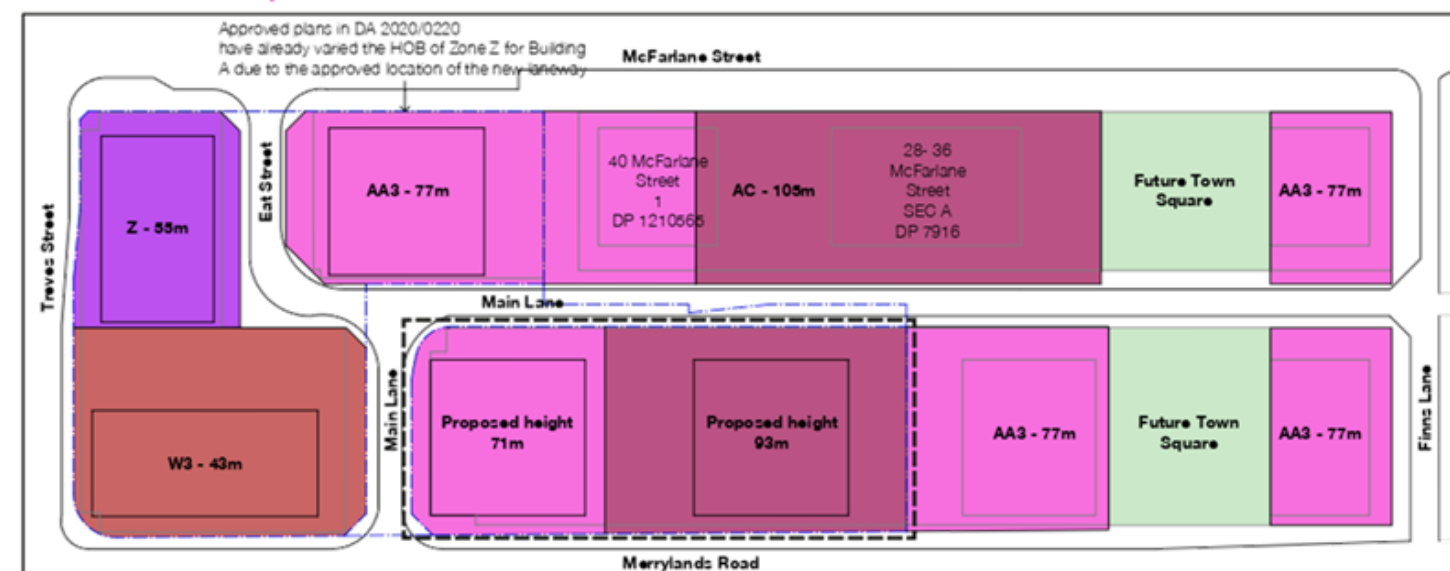 Approved plans in DA 2020/0220
have already varied the HOB of Zone Z for Building
A due to the approved location of the new laneway
McFarlane Street
Treves Street
Z - 55m
Eat Street
AA3 - 77m
40 McFarlane
Street
1
DP 1210565
AC - 105m
28- 36
McFarlane
Street
SEC A
DP 7916
Future Town
Square
AA3 - 77m
Main Lane
W3 - 43m
Main Lane
Proposed height
71m
Proposed height
93m
AA3 - 77m
Future Town
Square
AA3 - 77m
Finns Lane
Merrylands Road